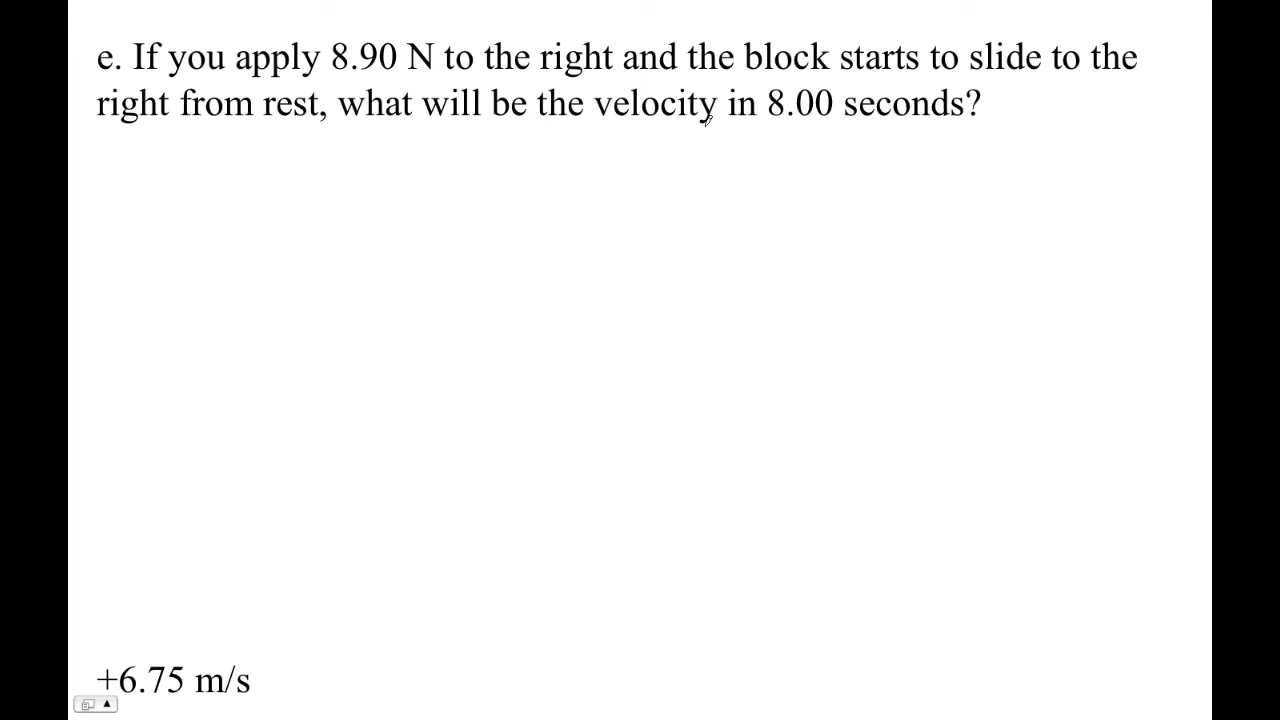 e. If you apply 8.90 N to the right and the block starts to slide to the
right from rest, what will be the velocity in 8.00 seconds?
+6.75 m/s